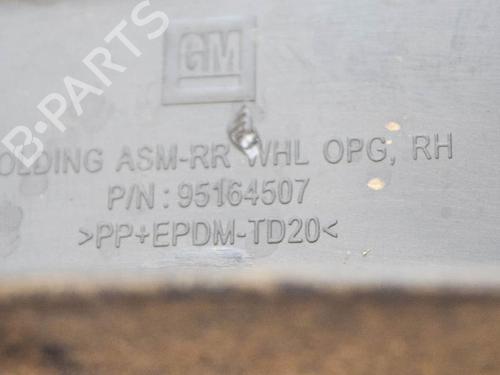 B-PARTS
GM
OLDING ASM-RR WHL OPG, RH
P/N : 95164507
>PP+EPDM-TD20<